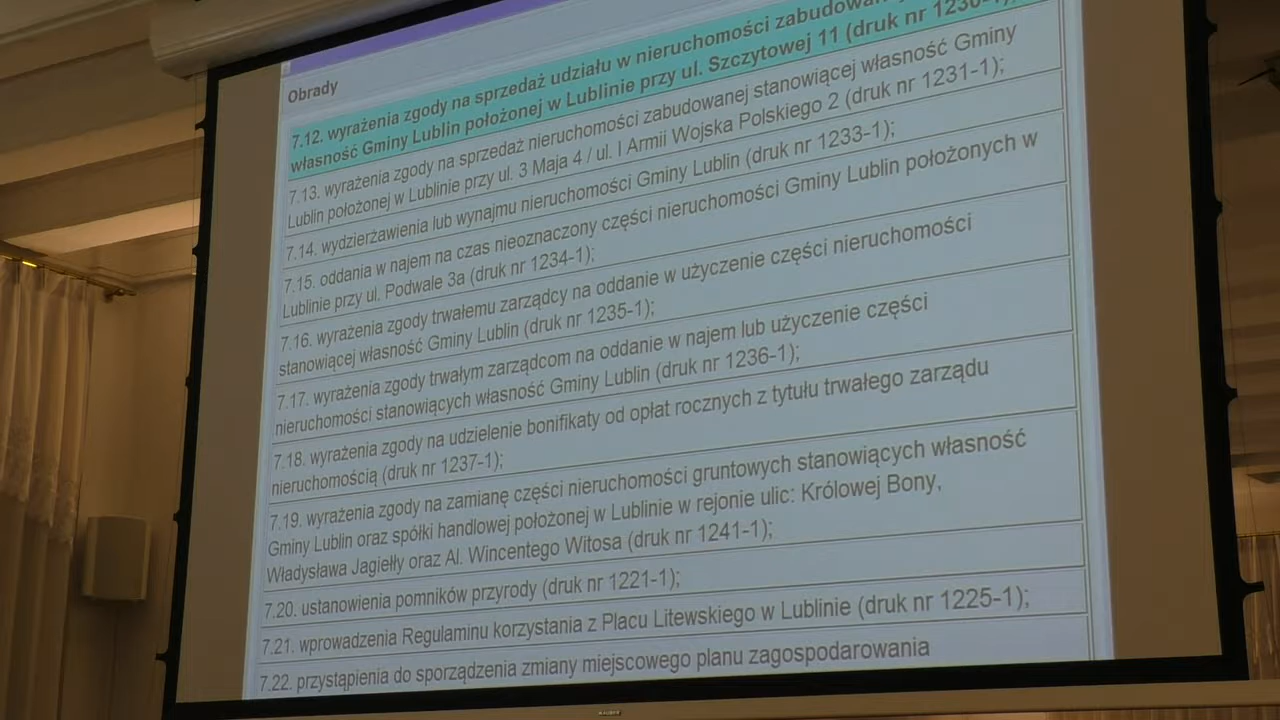 Obrady
7.12. wyrażenia zgody na sprzedaż udziału w nieruchomości
własność Gminy Lublin położonej w Lublinie przy ul. Szczytowej 11 (druk nr
7.13. wyrażenia zgody na sprzedaż nieruchomości zabudowanej stanowiącej własność Gminy
Lublin położonej w Lublinie przy ul. 3 Maja 4 / ul. I Armii Wojska Polskiego 2 (druk nr 1231-1);
7.14. wydzierżawienia lub wynajmu nieruchomości Gminy Lublin (druk nr 1233-1);
7.15. oddania w najem na czas nieoznaczony części nieruchomości Gminy Lublin położonych w
Lublinie przy ul. Podwale 3a (druk nr 1234-1);
7.16. wyrażenia zgody trwałemu zarządcy na oddanie w użyczenie części nieruchomości
stanowiącej własność Gminy Lublin (druk nr 1235-1);
7.17. wyrażenia zgody trwałym zarządcom na oddanie w najem lub użyczenie części
nieruchomości stanowiących własność Gminy Lublin (druk nr 1236-1);
7.18. wyrażenia zgody na udzielenie bonifikaty od opłat rocznych z tytułu trwałego zarządu
nieruchomością (druk nr 1237-1);
7.19. wyrażenia zgody na zamianę części nieruchomości gruntowych stanowiących własność
Gminy Lublin oraz spółki handlowej położonej w Lublinie w rejonie ulic: Królowej Bony,
Władysława Jagiełły oraz Al. Wincentego Witosa (druk nr 1241-1);
7.20. ustanowienia pomników przyrody (druk nr 1221-1);
7.21. wprowadzenia Regulaminu korzystania z Placu Litewskiego w Lublinie (druk nr 1225-1);
7.22. przystąpienia do sporządzenia zmiany miejscowego planu zagospodarowania